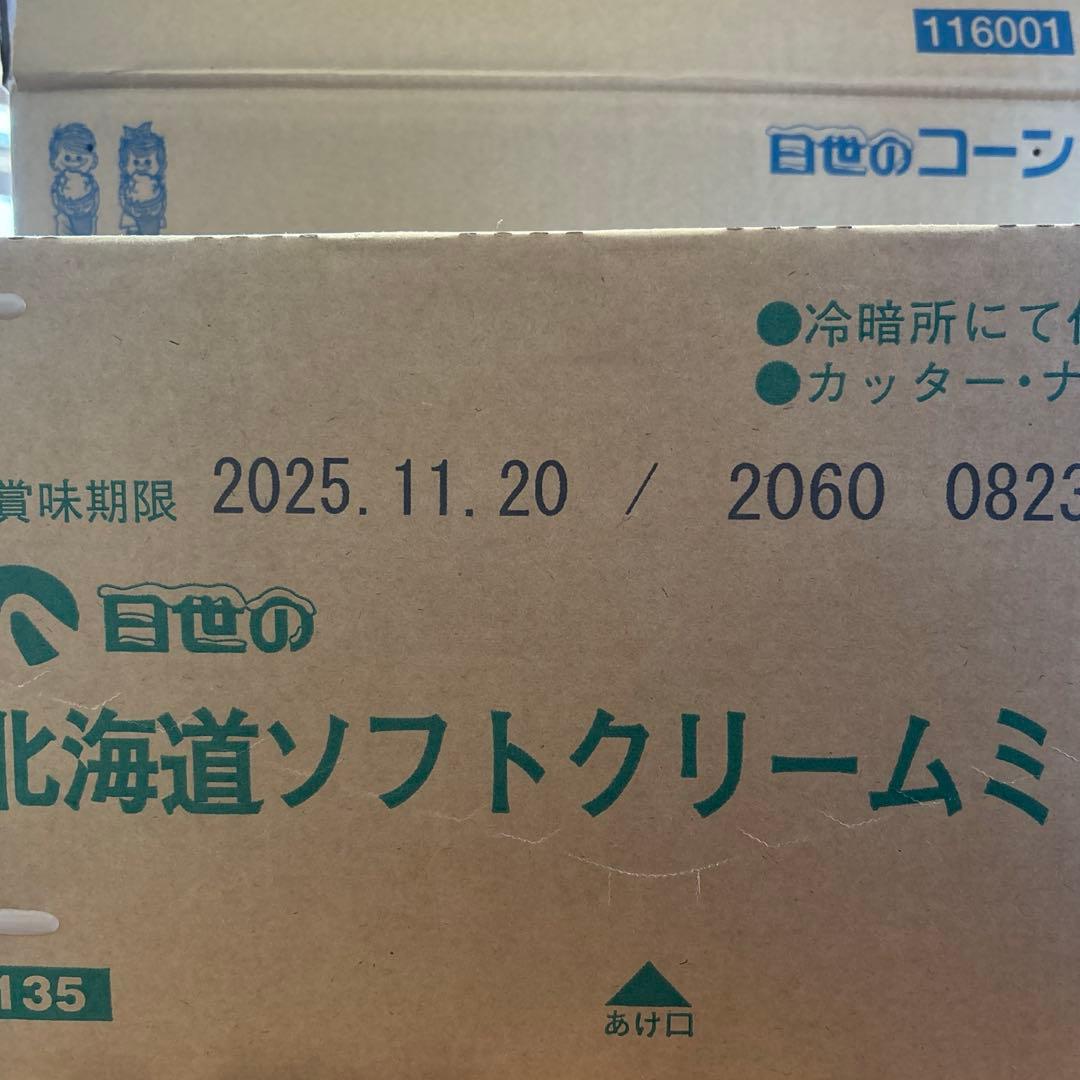 116001
日世のコーン
●冷暗所にて
●カッター・ナ
賞味期限 2025.11.20 / 2060 0823
日世の
北海道ソフトクリームミ
135
あけ口